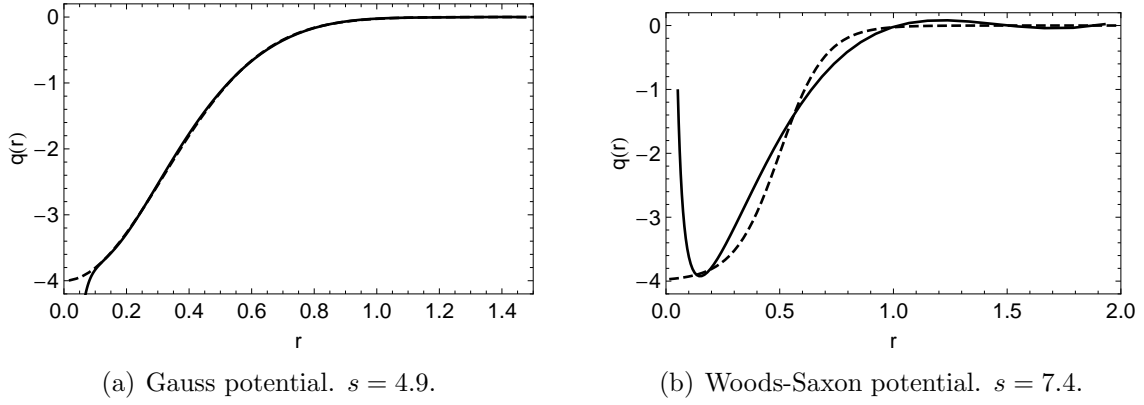 0
0
−1
−1
−2
−2
q(r)
q(r)
−3
−3
−4
−4
0.0 0.2 0.4 0.6 0.8 1.0 1.2 1.4
0.0 0.5 1.0 1.5 2.0
r
r
(a) Gauss potential. s = 4.9.
(b) Woods-Saxon potential. s = 7.4.